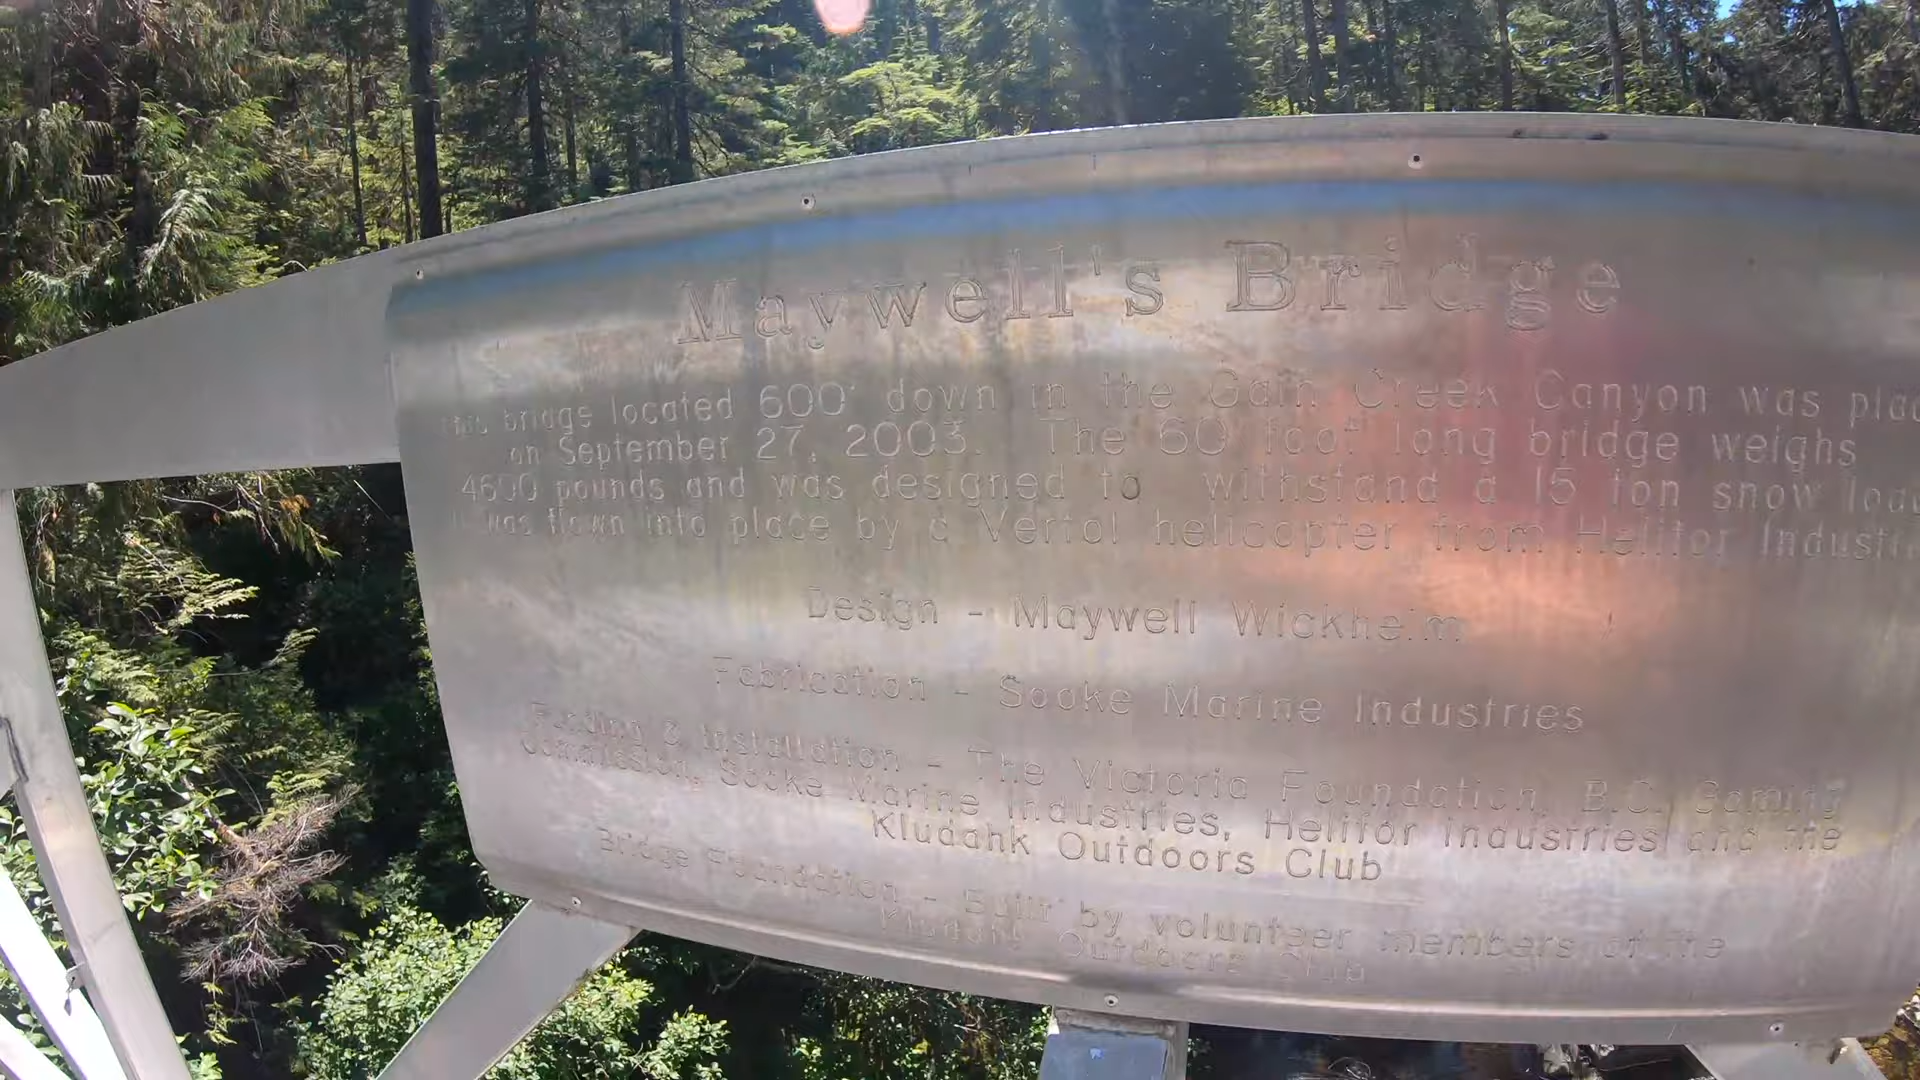 Maywell's Bridge
This bridge located 600' down in the Gain Creek Canyon was plac
on September 27, 2003. The 60 foot long bridge weighs
4600 pounds and was designed to withstand a 15 ton snow load
It was flown into place by a Vertol helicopter from Helifor Industri
Design - Maywell Wickheim
Fabrication - Sooke Marine Industries
Funding & Installation - The Victoria Foundation, B.C. Gaming
Commission, Sooke Marine Industries, Helifor Industries and the
Kludahk Outdoors Club
Bridge Foundation - Built by volunteer members of the
Kludahk Outdoors Club